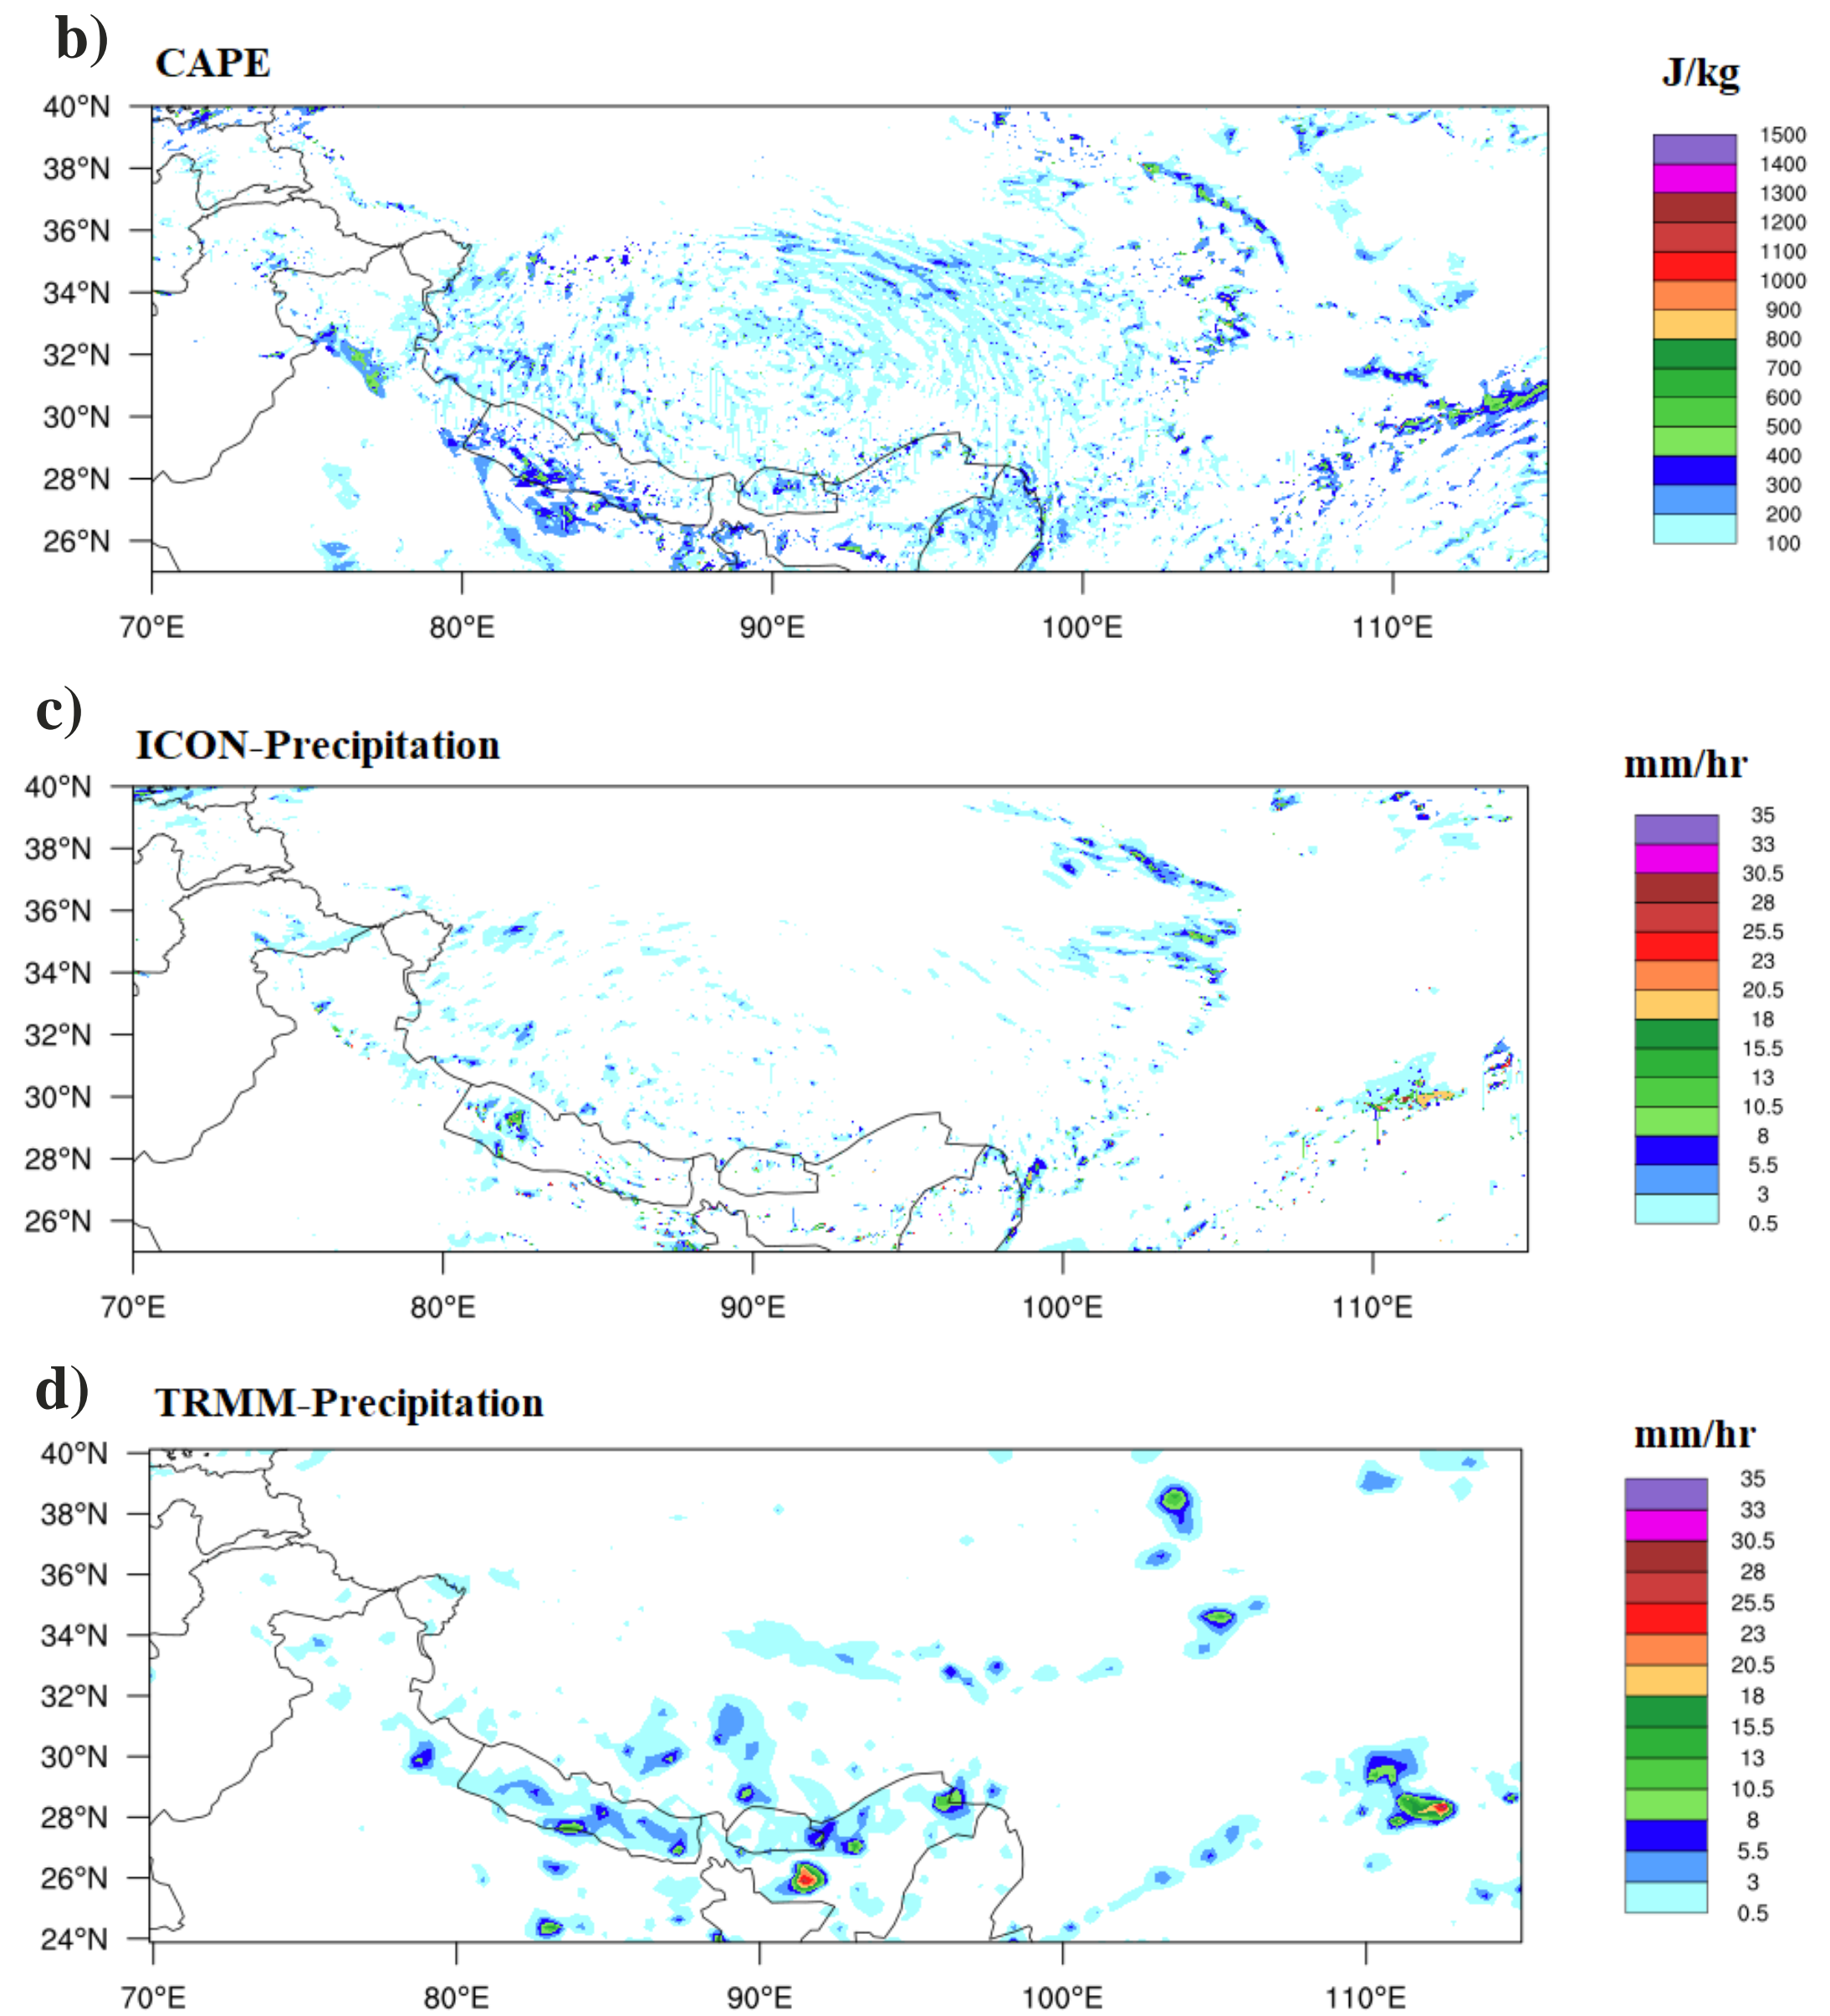 b)
CAPE
J/kg
40°N
38°N
36°N
34°N
32°N
30°N
28°N
26°N
70°E 80°E 90°E 100°E 110°E
1500
1400
1300
1200
1100
1000
900
800
700
600
500
400
300
200
100
c)
ICON-Precipitation
mm/hr
40°N
38°N
36°N
34°N
32°N
30°N
28°N
26°N
70°E 80°E 90°E 100°E 110°E
35
33
30.5
28
25.5
23
20.5
18
15.5
13
10.5
8
5.5
3
0.5
d)
TRMM-Precipitation
mm/hr
40°N
38°N
36°N
34°N
32°N
30°N
28°N
26°N
24°N
70°E 80°E 90°E 100°E 110°E
35
33
30.5
28
25.5
23
20.5
18
15.5
13
10.5
8
5.5
3
0.5